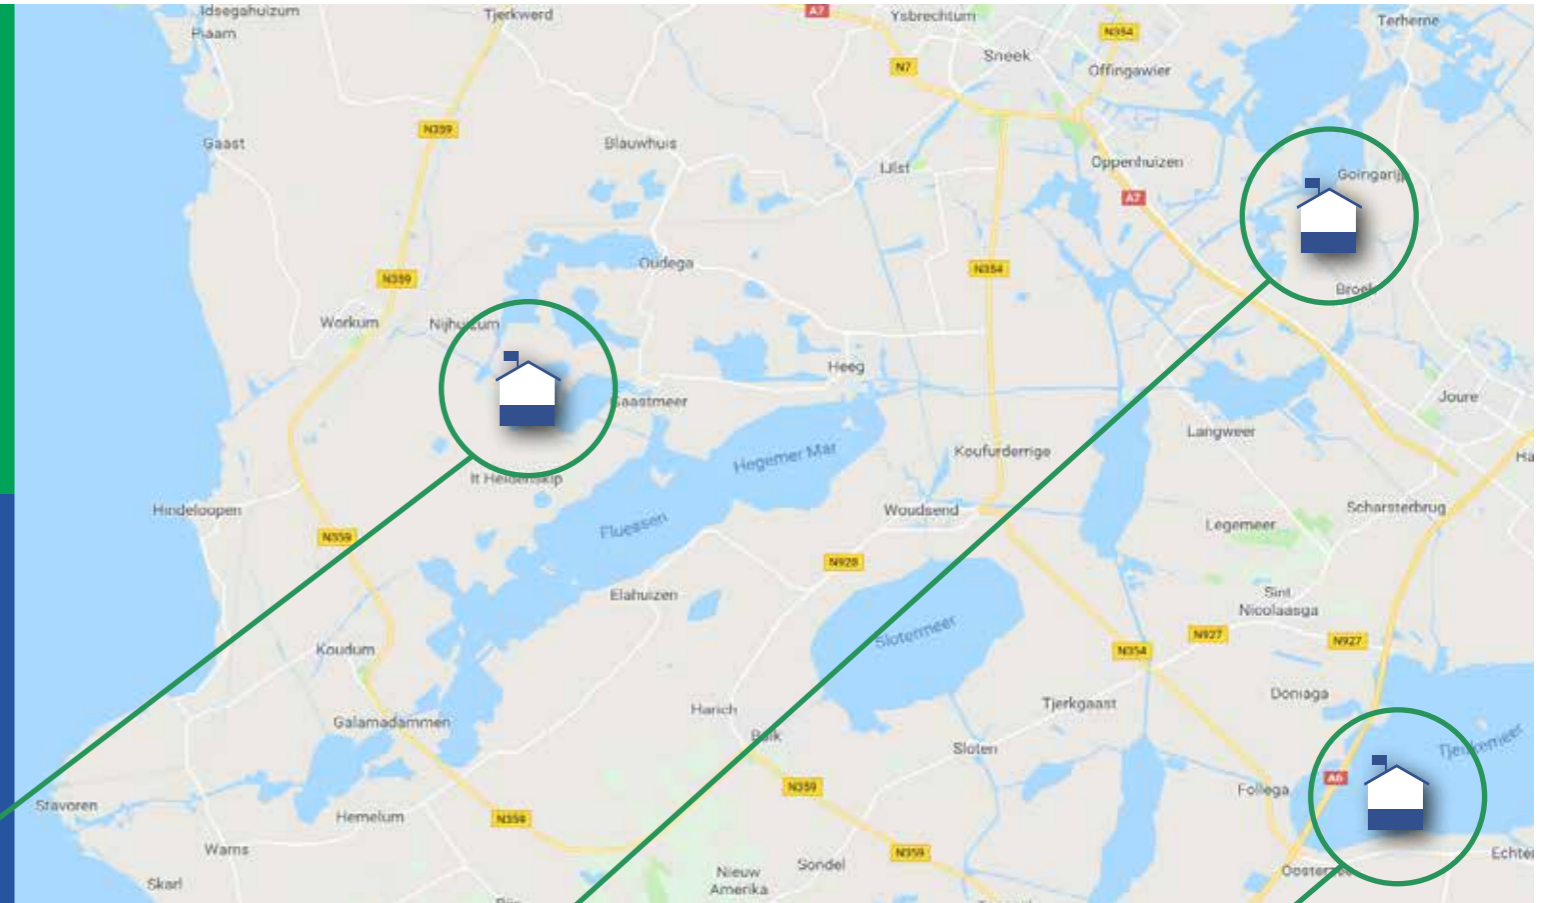 Idsegahuizum
Piaam
Tjerkwerd
A7
Ysbrechtum
N354
Terherne
Sneek
N7
Offingawier
N359
Gaast
Blauwhuis
IJlst
Oppenhuizen
Goingarijp
A7
Oudega
N354
N359
Broek
Workum
Nijhuizum
Heeg
Gaastmeer
Joure
Langweer
Hegemer Mar
Koufurderrige
Ha
It Heidenskip
Hindeloopen
Fluessen
Woudsend
Scharsterbrug
Legemeer
N359
N928
Elahuizen
Sint
Nicolaasga
Slotermeer
N927
N927
Koudum
N354
Doniaga
Harich
Tjerkgaast
Galamadammen
Balk
Sloten
Tjeukemeer
A6
N359
Follega
Stavoren
Hemelum
N359
Warns
N359
Echten
Sondel
Nieuw
Amerika
Skarl
Oosterzee